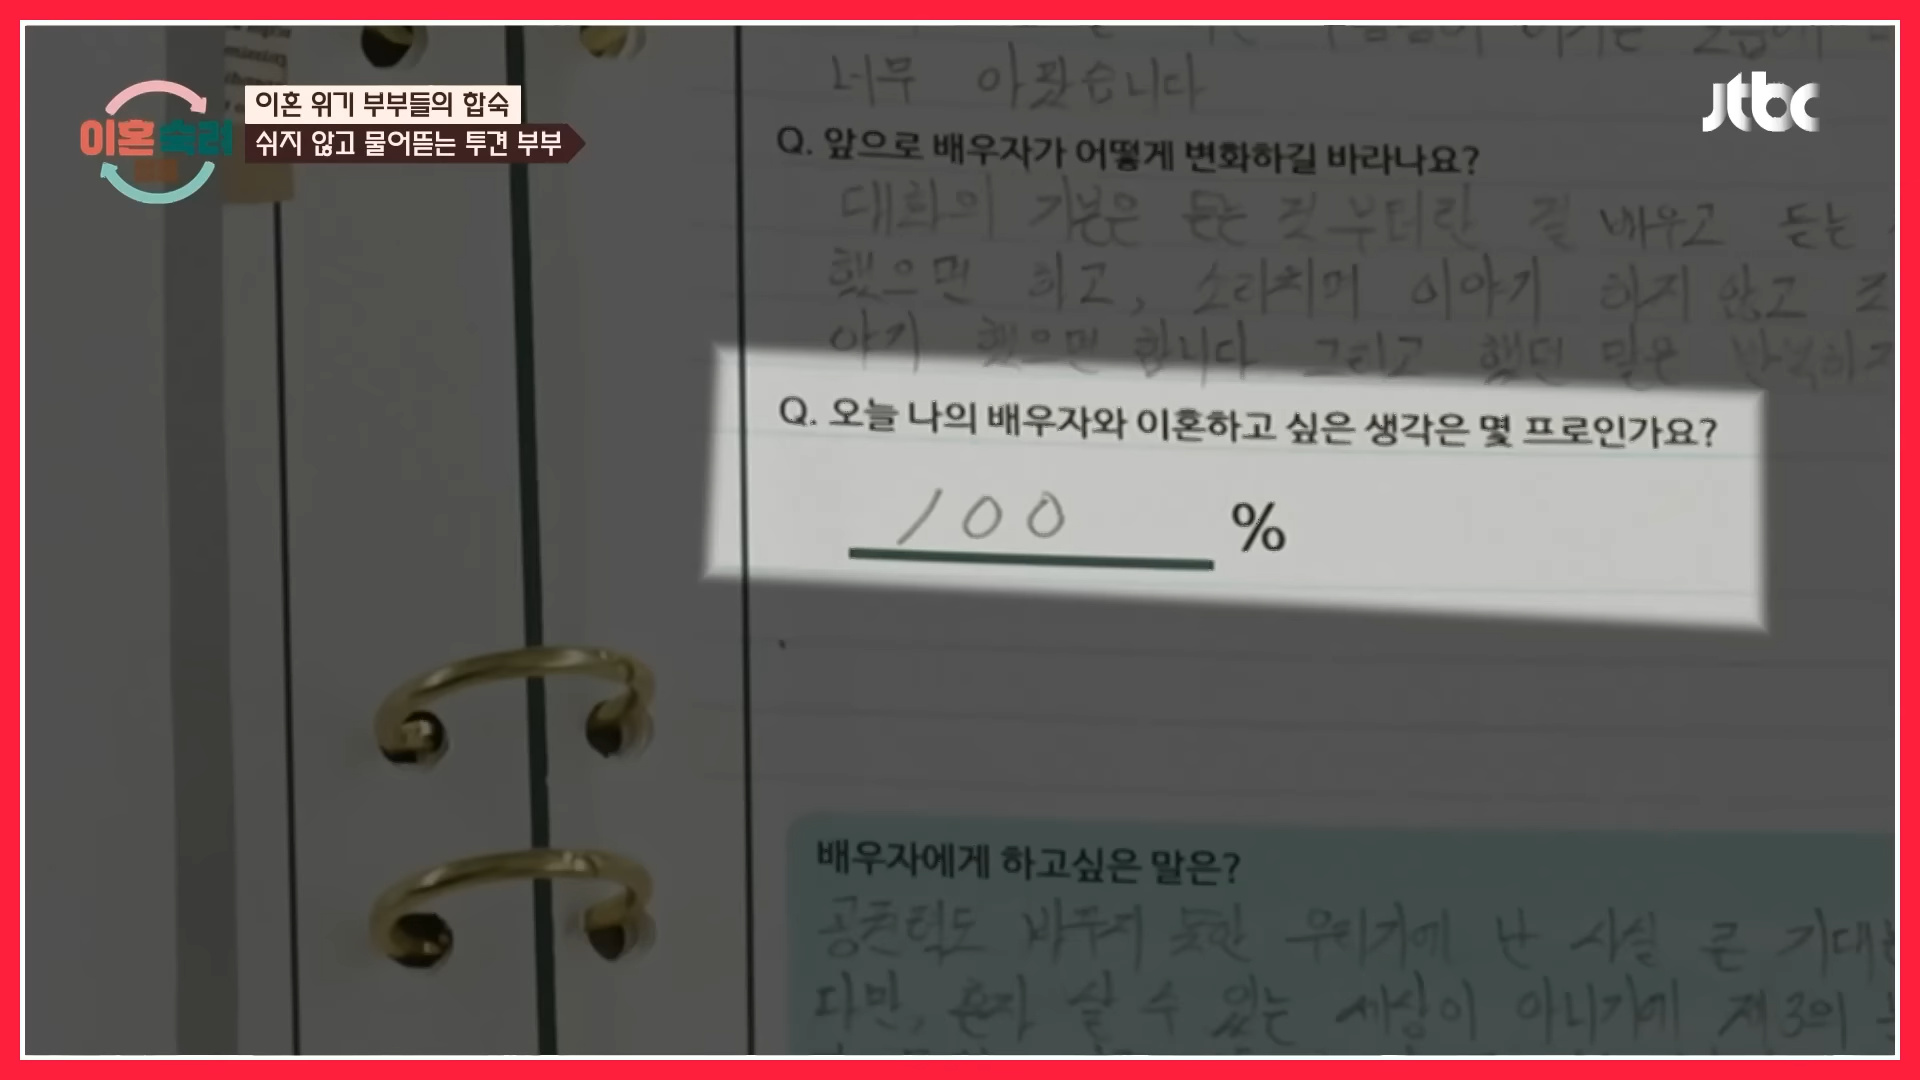 이혼 위기 부부들의 합숙
이혼숙려
쉬지 않고 물어뜯는 투견 부부
jtbc
너무 아팠습니다
Q. 앞으로 배우자가 어떻게 변화하길 바라나요?
대화의 기본은 듣는 것부터란 걸 배우고 듣는
했으면 하고, 소리치며 이야기 하지 않고
야기 했으면 합니다 그리고 했던 말은
Q. 오늘 나의 배우자와 이혼하고 싶은 생각은 몇 프로인가요?
100 %
배우자에게 하고싶은 말은?
공츄럭도 바꾸지 못한 우리기에 난 사실 큰
다만, 혼자 살 수 있는 세상이 아니기에 제3의